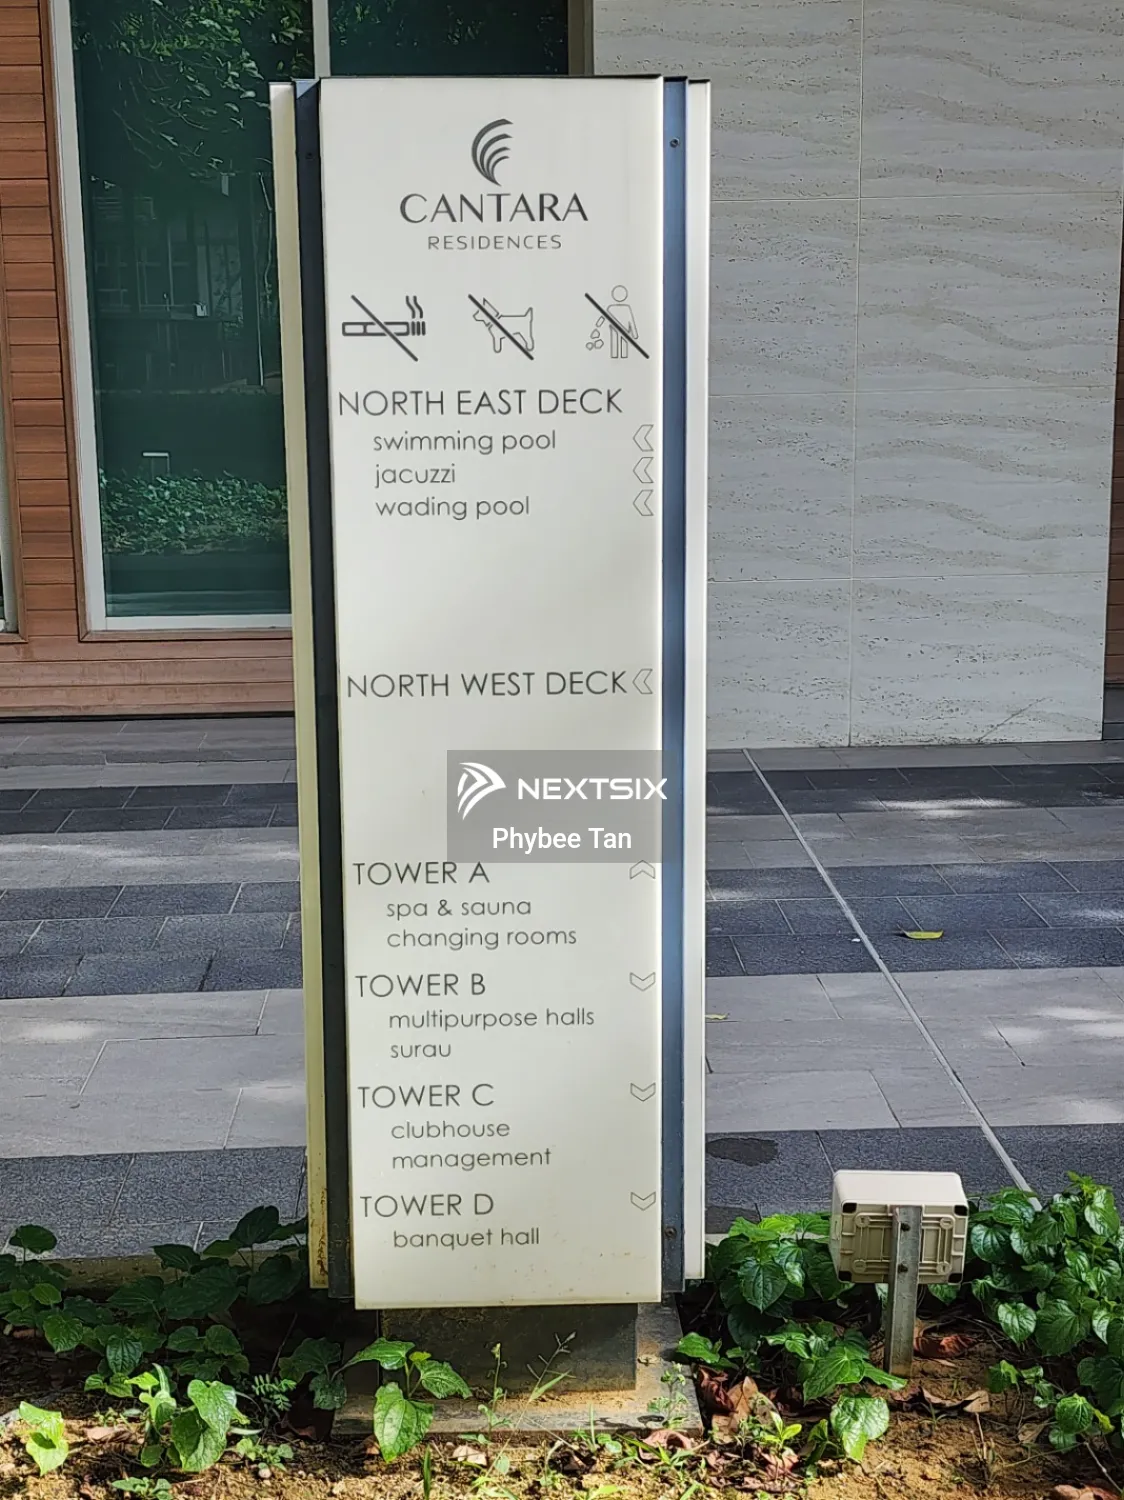 CANTARA
RESIDENCES
NORTH EAST DECK
swimming pool
jacuzzi
wading pool
NORTH WEST DECK
NEXTSIX
Phybee Tan
TOWER A
spa & sauna
changing rooms
TOWER B
multipurpose halls
surau
TOWER C
clubhouse
management
TOWER D
banquet hall